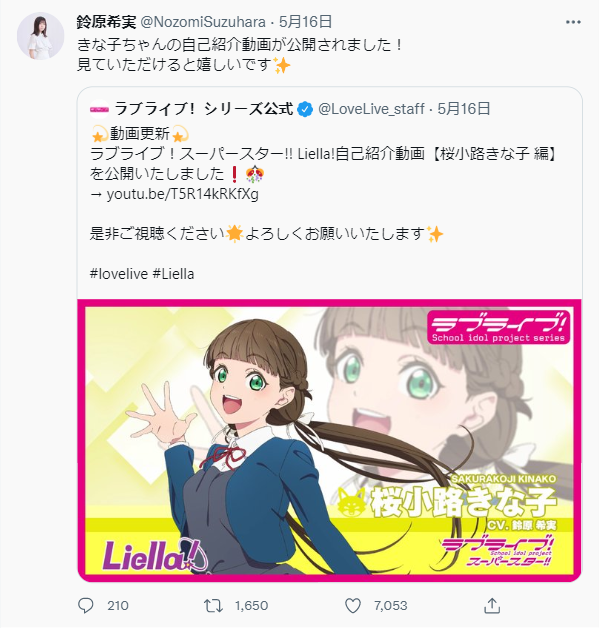 鈴原希実 @NozomiSuzuhara · 5月16日
きな子ちゃんの自己紹介動画が公開されました！
見ていただけると嬉しいです✨
ラブライブ！シリーズ公式 @LoveLive_staff · 5月16日
💫動画更新💫
ラブライブ！スーパースター!! Liella!自己紹介動画【桜小路きな子 編】
を公開いたしました❗🎊
→ youtu.be/T5R14kRKfXg
是非ご視聴ください🌟よろしくお願いいたします✨
#lovelive #Liella
ラブライブ!
School idol project series
SAKURAKOJI KINAKO
桜小路きな子
CV. 鈴原 希実
Liella!
ラブライブ!
School idol project
スーパースター!!
210 1,650 7,053